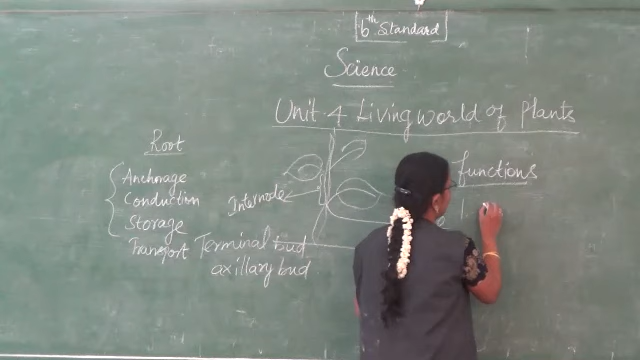 6th Standard
Science
Unit. 4 Living world of plants
Root
Anchorage
Conduction
Storage
Transport
Internode
Terminal bud
axillary bud
functions
1